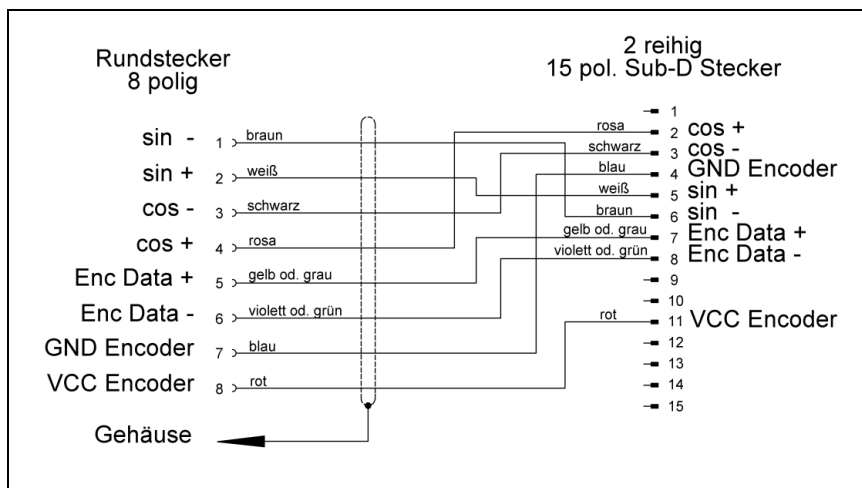 Rundstecker
8 polig
2 reihig
15 pol. Sub-D Stecker
sin - 1 braun
sin + 2 weiß
cos - 3 schwarz
cos + 4 rosa
Enc Data + 5 gelb od. grau
Enc Data - 6 violett od. grün
GND Encoder 7 blau
VCC Encoder 8 rot
Gehäuse
1
rosa 2 cos +
schwarz 3 cos -
blau 4 GND Encoder
weiß 5 sin +
braun 6 sin -
gelb od. grau 7 Enc Data +
violett od. grün 8 Enc Data -
9
10
rot 11 VCC Encoder
12
13
14
15